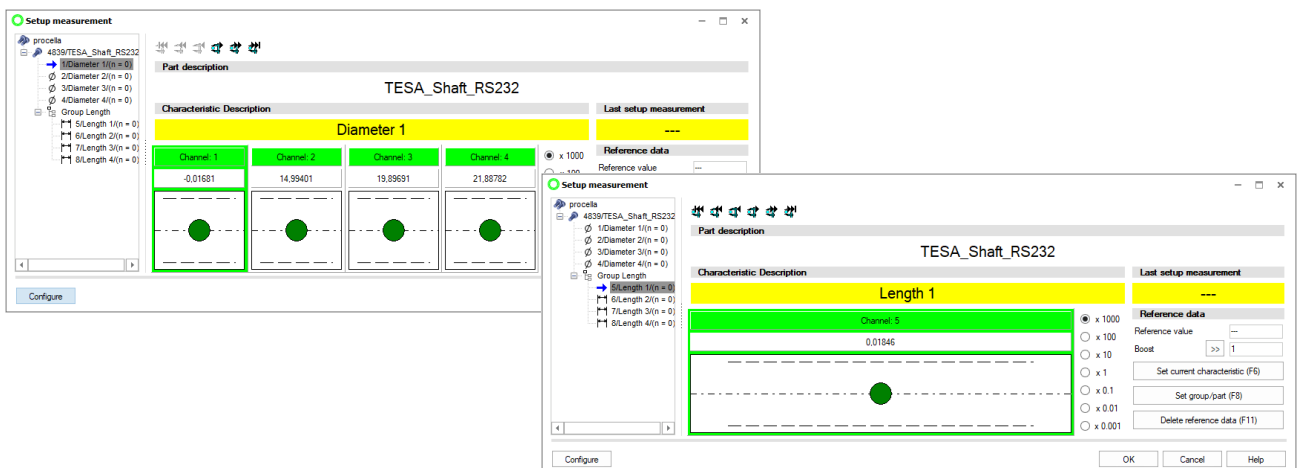 Setup measurement
procella
4839/TESA_Shaft_RS232
1/Diameter 1/(n = 0)
2/Diameter 2/(n = 0)
3/Diameter 3/(n = 0)
4/Diameter 4/(n = 0)
Group Length
5/Length 1/(n = 0)
6/Length 2/(n = 0)
7/Length 3/(n = 0)
8/Length 4/(n = 0)
Part description
TESA_Shaft_RS232
Characteristic Description
Last setup measurement
Diameter 1
---
Channel: 1
Channel: 2
Channel: 3
Channel: 4
-0,01681
14,99401
19,89691
21,88782
x 1000
Reference data
Reference value
---
Configure
Setup measurement
procella
4839/TESA_Shaft_RS232
1/Diameter 1/(n = 0)
2/Diameter 2/(n = 0)
3/Diameter 3/(n = 0)
4/Diameter 4/(n = 0)
Group Length
5/Length 1/(n = 0)
6/Length 2/(n = 0)
7/Length 3/(n = 0)
8/Length 4/(n = 0)
Part description
TESA_Shaft_RS232
Characteristic Description
Last setup measurement
Length 1
---
Channel: 5
0,01846
x 1000
x 100
x 10
x 1
x 0.1
x 0.01
x 0.001
Reference data
Reference value
---
Boost
>>
1
Set current characteristic (F6)
Set group/part (F8)
Delete reference data (F11)
Configure
OK
Cancel
Help